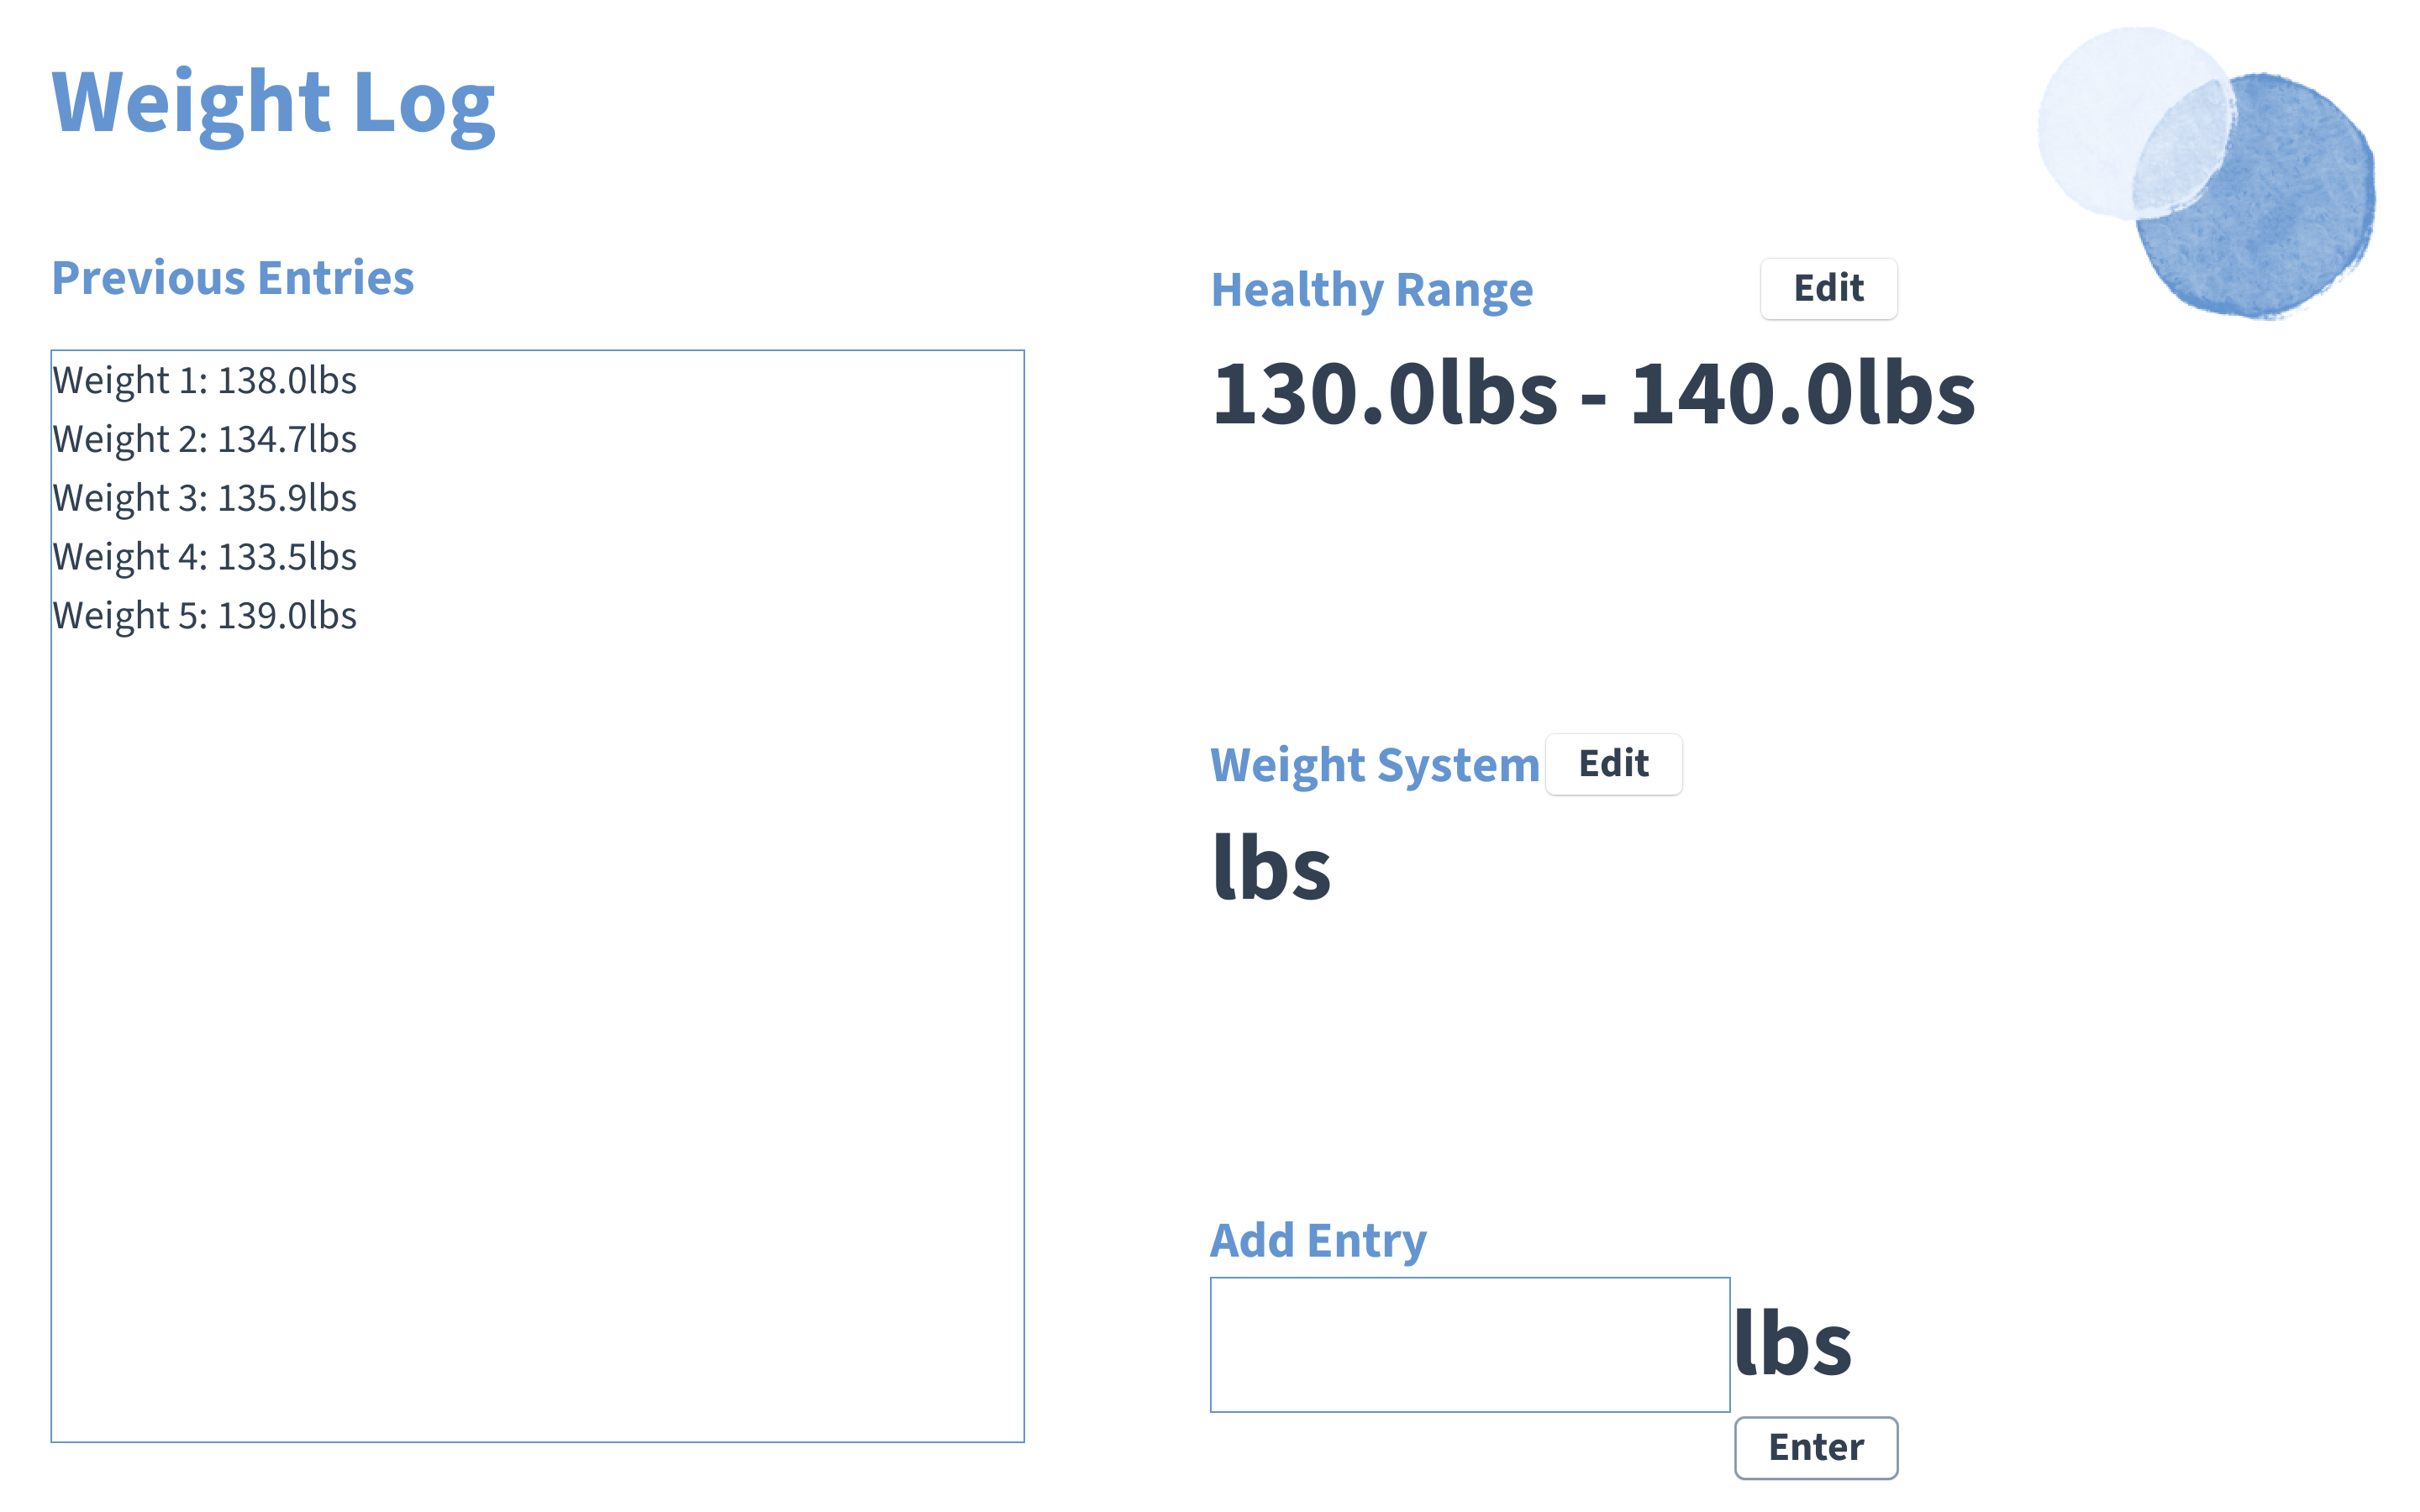 Weight Log
Previous Entries
Weight 1: 138.0lbs
Weight 2: 134.7lbs
Weight 3: 135.9lbs
Weight 4: 133.5lbs
Weight 5: 139.0lbs
Healthy Range
Edit
130.0lbs - 140.0lbs
Weight System
Edit
lbs
Add Entry
lbs
Enter